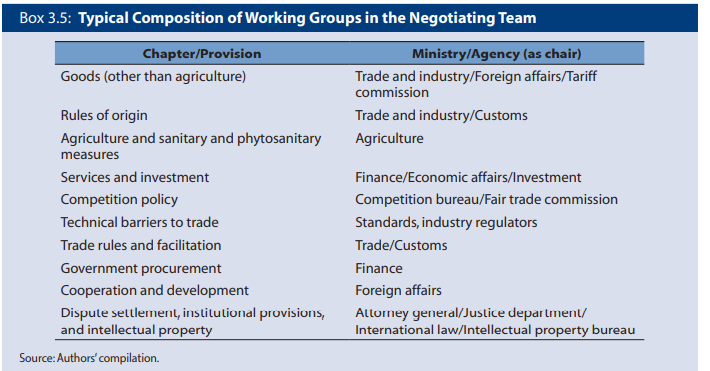 Box 3.5: Typical Composition of Working Groups in the Negotiating Team
Chapter/Provision Ministry/Agency (as chair)
Goods (other than agriculture) Trade and industry/Foreign affairs/Tariff
commission
Rules of origin Trade and industry/Customs
Agriculture and sanitary and phytosanitary Agriculture
measures
Services and investment Finance/Economic affairs/Investment
Competition policy Competition bureau/Fair trade commission
Technical barriers to trade Standards, industry regulators
Trade rules and facilitation Trade/Customs
Government procurement Finance
Cooperation and development Foreign affairs
Dispute settlement, institutional provisions, Attorney general/Justice department/
and intellectual property International law/Intellectual property bureau
Source: Authors' compilation.